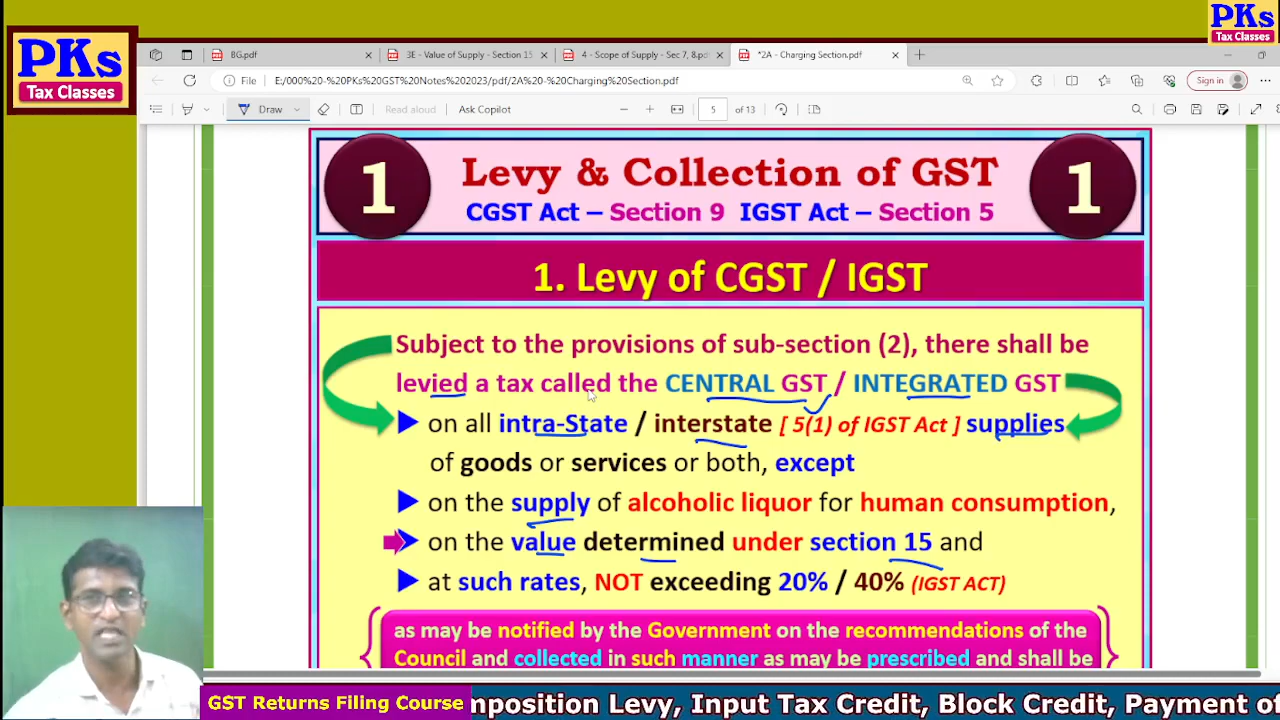 PKs
Tax Classes
PKs
Tax Classes
BG.pdf
3E - Value of Supply - Section 15
4 - Scope of Supply - Sec 7, 8.pd
*2A - Charging Section.pdf
File
E:/000%20-%20PKs%20GST%20Notes%202023/pdf/2A%20-%20Charging%20Section.pdf
Sign in
Draw
Read aloud
Ask Copilot
5
of 13
1
Levy & Collection of GST
1
CGST Act – Section 9 IGST Act – Section 5
1. Levy of CGST / IGST
Subject to the provisions of sub-section (2), there shall be
levied a tax called the CENTRAL GST / INTEGRATED GST
on all intra-State / interstate [ 5(1) of IGST Act ] supplies
of goods or services or both, except
on the supply of alcoholic liquor for human consumption,
on the value determined under section 15 and
at such rates, NOT exceeding 20% / 40% (IGST ACT)
as may be notified by the Government on the recommendations of the
Council and collected in such manner as may be prescribed and shall be
GST Returns Filing Course
mposition Levy, Input Tax Credit, Block Credit, Payment of